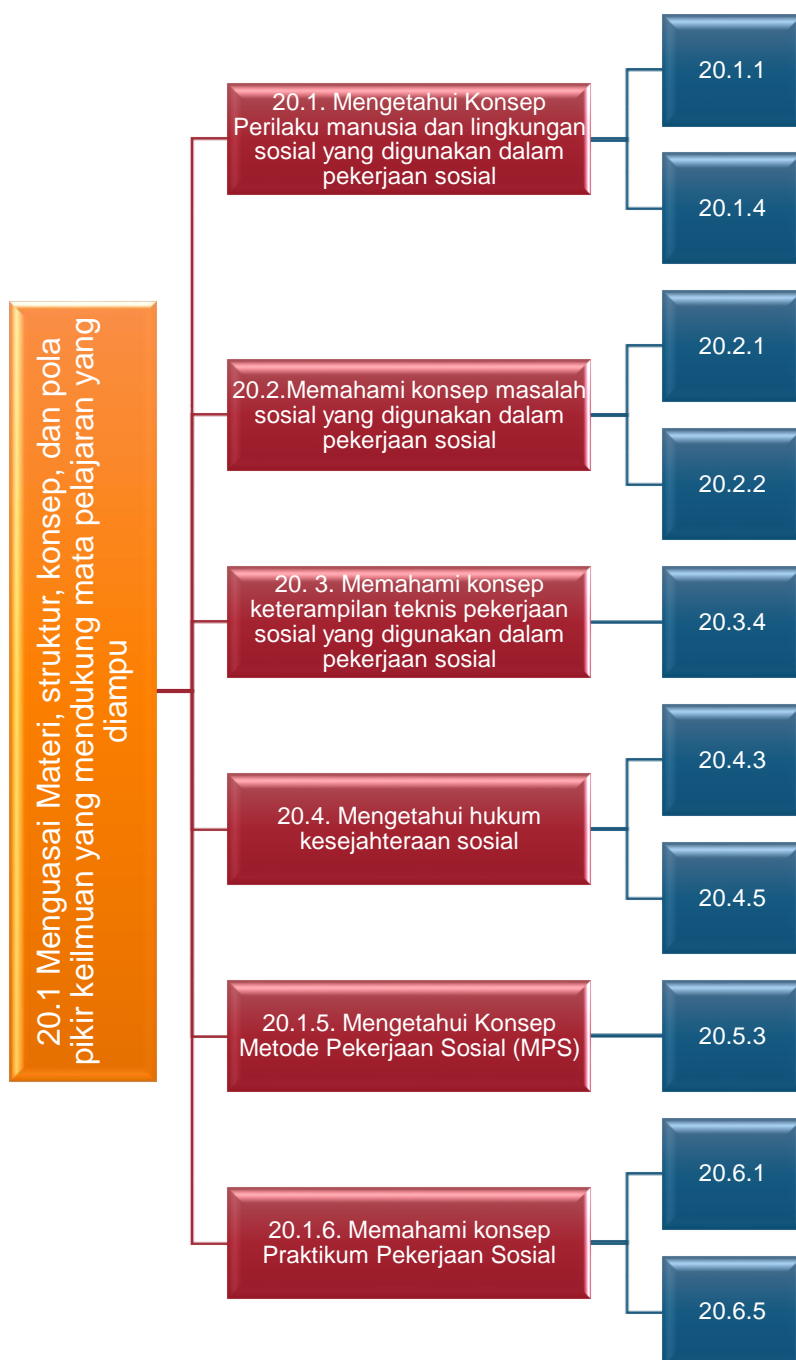 20.1 Menguasai Materi, struktur, konsep, dan pola
pikir keilmuan yang mendukung mata pelajaran yang
diampu
20.1. Mengetahui Konsep
Perilaku manusia dan lingkungan
sosial yang digunakan dalam
pekerjaan sosial
20.1.1
20.1.4
20.2.Memahami konsep masalah
sosial yang digunakan dalam
pekerjaan sosial
20.2.1
20.2.2
20. 3. Memahami konsep
keterampilan teknis pekerjaan
sosial yang digunakan dalam
pekerjaan sosial
20.3.4
20.4. Mengetahui hukum
kesejahteraan sosial
20.4.3
20.4.5
20.1.5. Mengetahui Konsep
Metode Pekerjaan Sosial (MPS)
20.5.3
20.1.6. Memahami konsep
Praktikum Pekerjaan Sosial
20.6.1
20.6.5